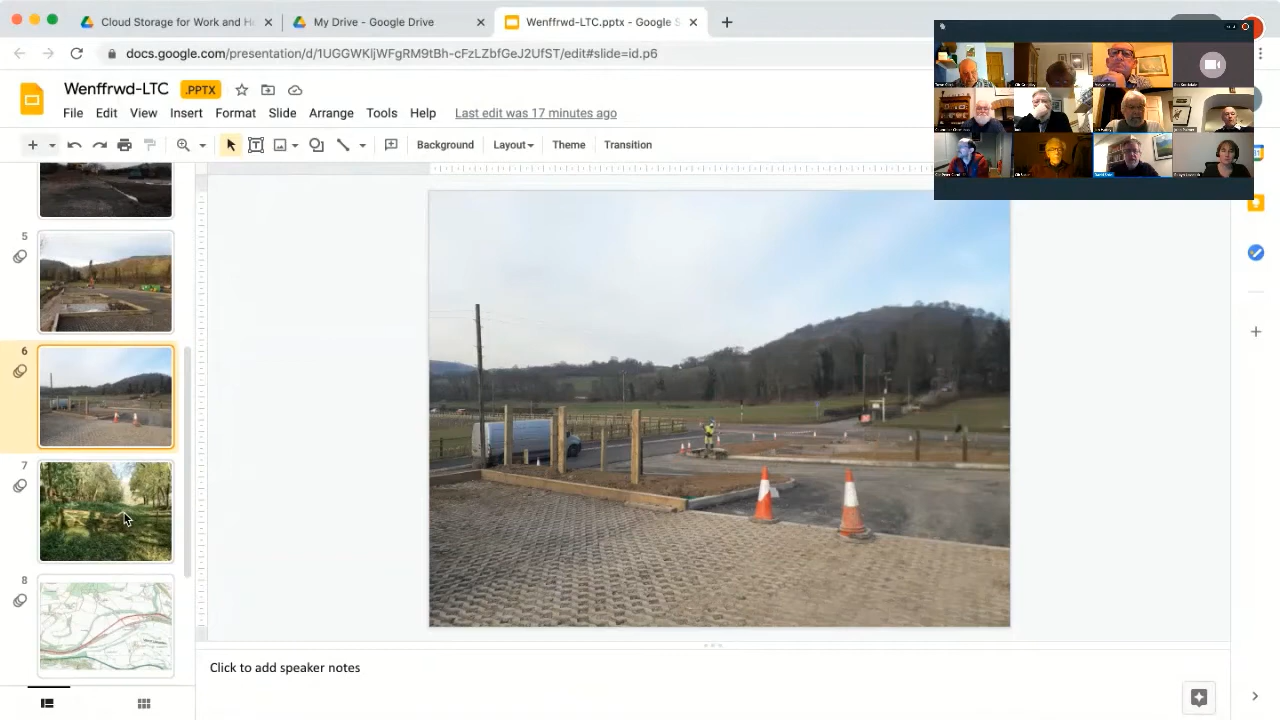 Cloud Storage for Work and H
My Drive - Google Drive
Wenffrwd-LTC.pptx - Google S
docs.google.com/presentation/d/1UGGWKljWFgRM9tBh-cFzLZbfGeJ2UfST/edit#slide=id.p6
Wenffrwd-LTC .PPTX
File Edit View Insert Format Slide Arrange Tools Help Last edit was 17 minutes ago
Background Layout Theme Transition
5
6
7
8
Click to add speaker notes